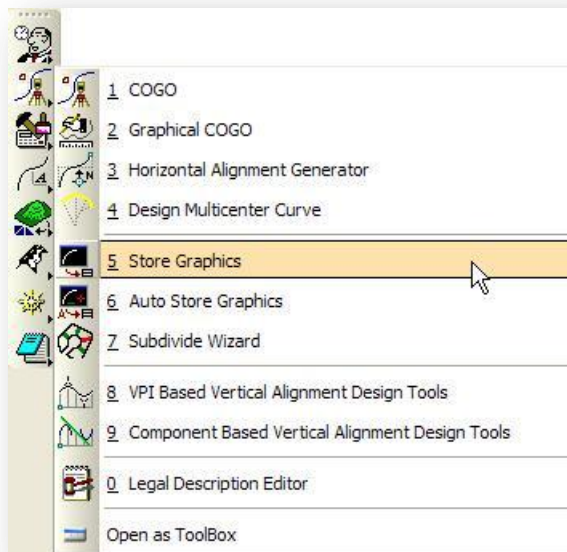 1 COGO
2 Graphical COGO
3 Horizontal Alignment Generator
4 Design Multicenter Curve
5 Store Graphics
6 Auto Store Graphics
7 Subdivide Wizard
8 VPI Based Vertical Alignment Design Tools
9 Component Based Vertical Alignment Design Tools
0 Legal Description Editor
Open as ToolBox